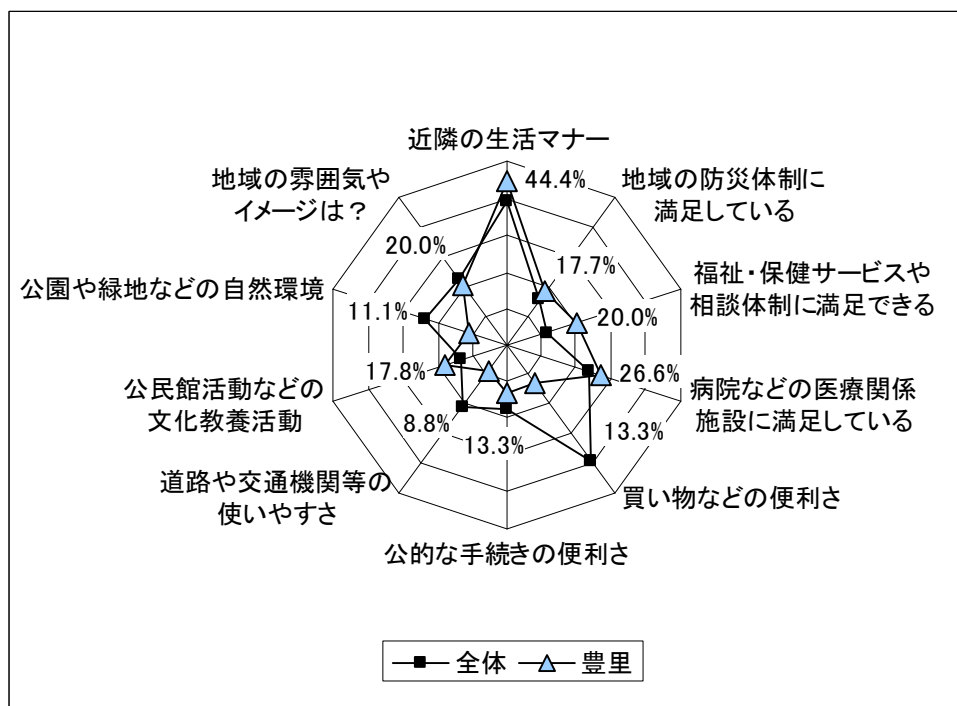 近隣の生活マナー
44.4%
地域の防災体制に
満足している
17.7%
福祉・保健サービスや
相談体制に満足できる
20.0%
病院などの医療関係
施設に満足している
26.6%
買い物などの便利さ
13.3%
公的な手続きの便利さ
13.3%
道路や交通機関等の
使いやすさ
8.8%
公民館活動などの
文化教養活動
17.8%
公園や緑地などの自然環境
11.1%
地域の雰囲気や
イメージは?
20.0%
全体 豊里